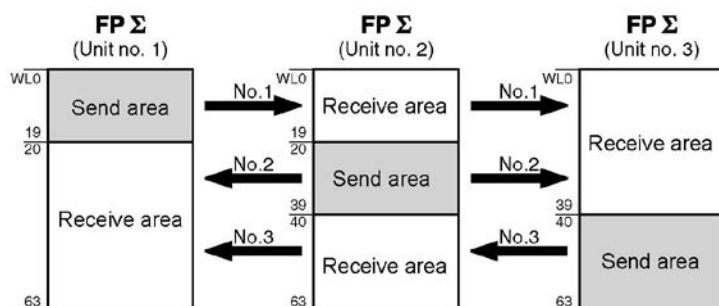 FP Σ FP Σ FP Σ
(Unit no. 1) (Unit no. 2) (Unit no. 3)
WL0 WL0 WL0
Send area No.1 Receive area No.1
19 19
20 20 Receive area
No.2 Send area No.2
Receive area 39 39
40 40
No.3 Receive area No.3 Send area
63 63 63